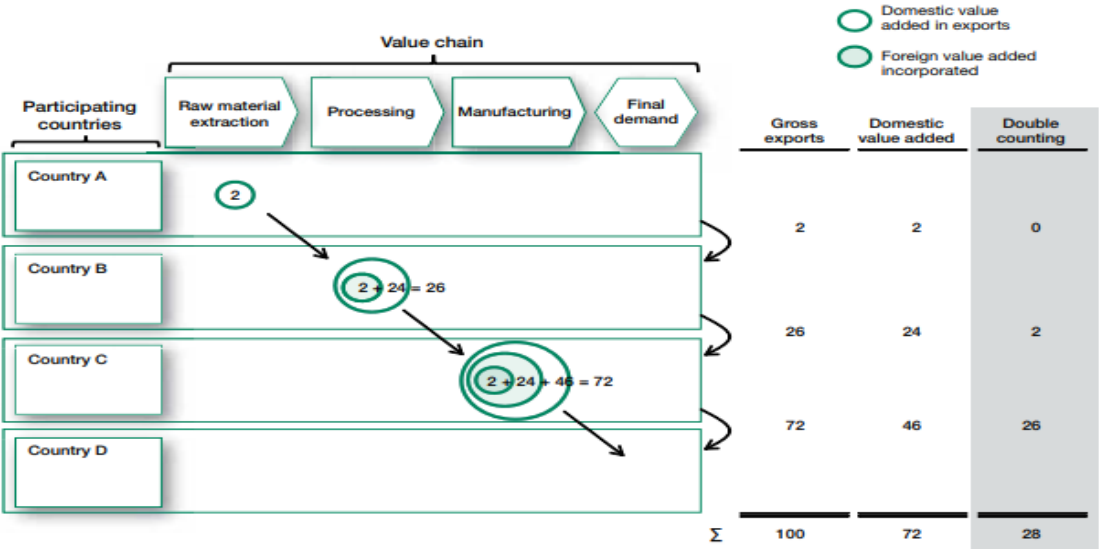 Domestic value
added in exports
Foreign value added
incorporated
Value chain
Participating
countries
Raw material
extraction
Processing
Manufacturing
Final
demand
Gross
exports
Domestic
value added
Double
counting
Country A
2
2 2 0
Country B
2 + 24 = 26
26 24 2
Country C
2 + 24 + 46 = 72
72 46 26
Country D
Σ 100 72 28